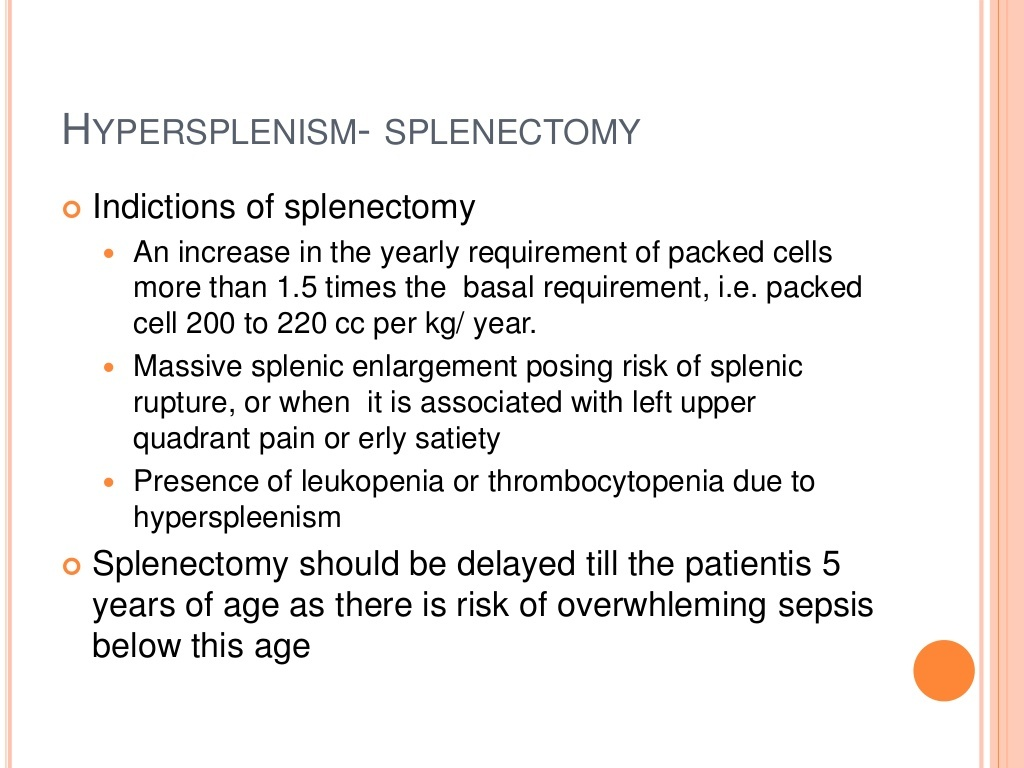 HYPERSPLENISM- SPLENECTOMY
Indictions of splenectomy
An increase in the yearly requirement of packed cells
more than 1.5 times the  basal requirement, i.e. packed
cell 200 to 220 cc per kg/ year.
Massive splenic enlargement posing risk of splenic
rupture, or when  it is associated with left upper
quadrant pain or erly satiety
Presence of leukopenia or thrombocytopenia due to
hyperspleenism
Splenectomy should be delayed till the patientis 5
years of age as there is risk of overwhleming sepsis
below this age